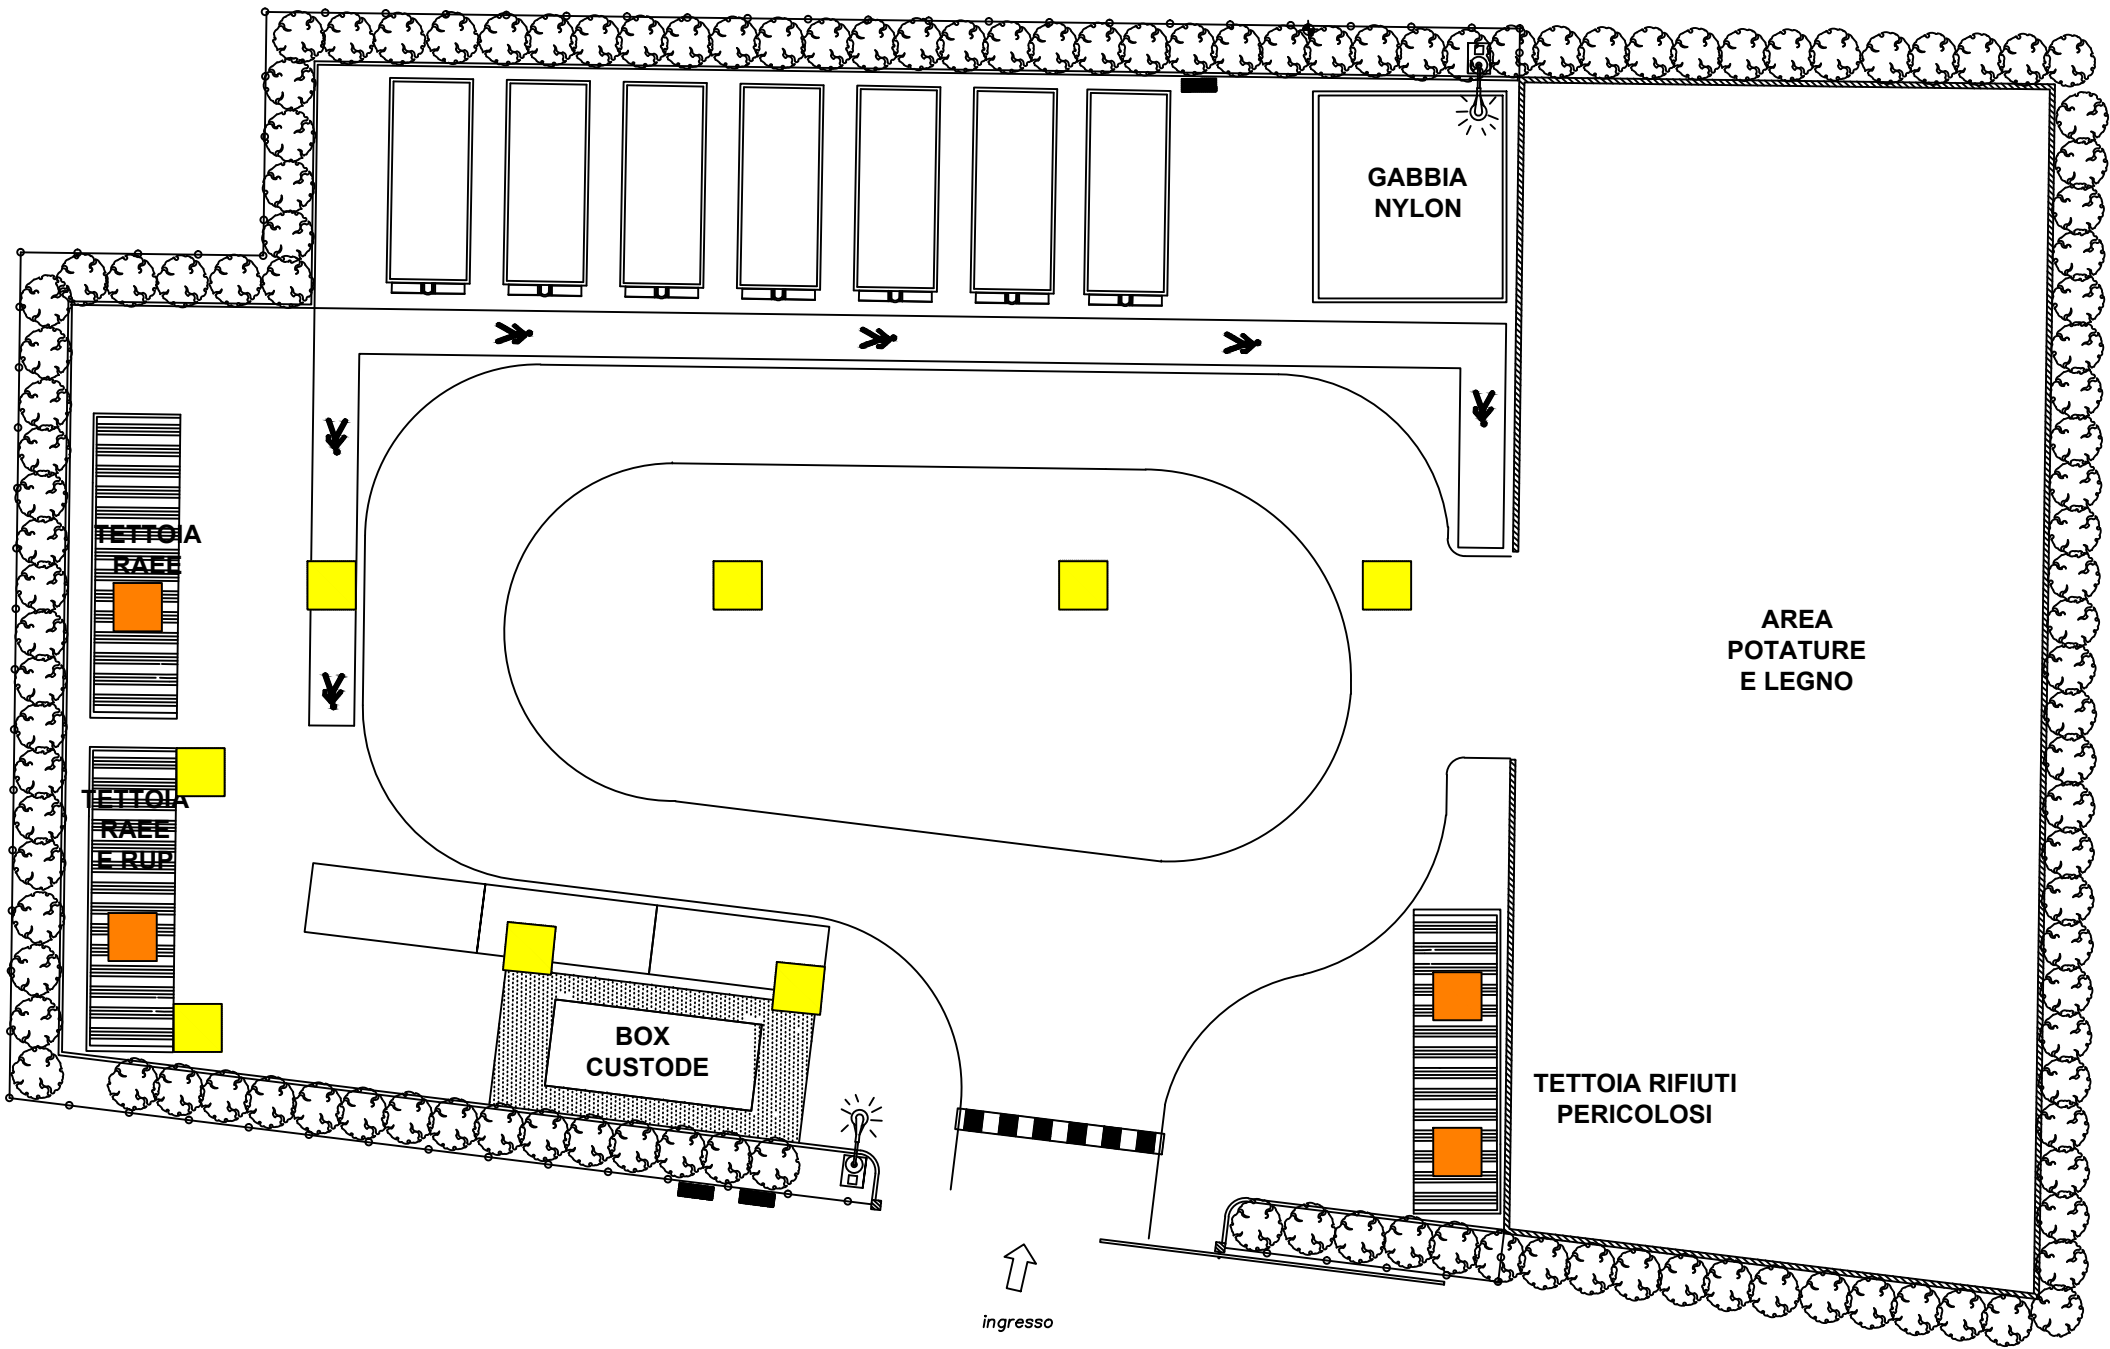 GABBIA
NYLON
TETTOIA
RAEE
AREA
POTATURE
E LEGNO
TETTOIA
RAEE
E RUP
BOX
CUSTODE
TETTOIA RIFIUTI
PERICOLOSI
ingresso